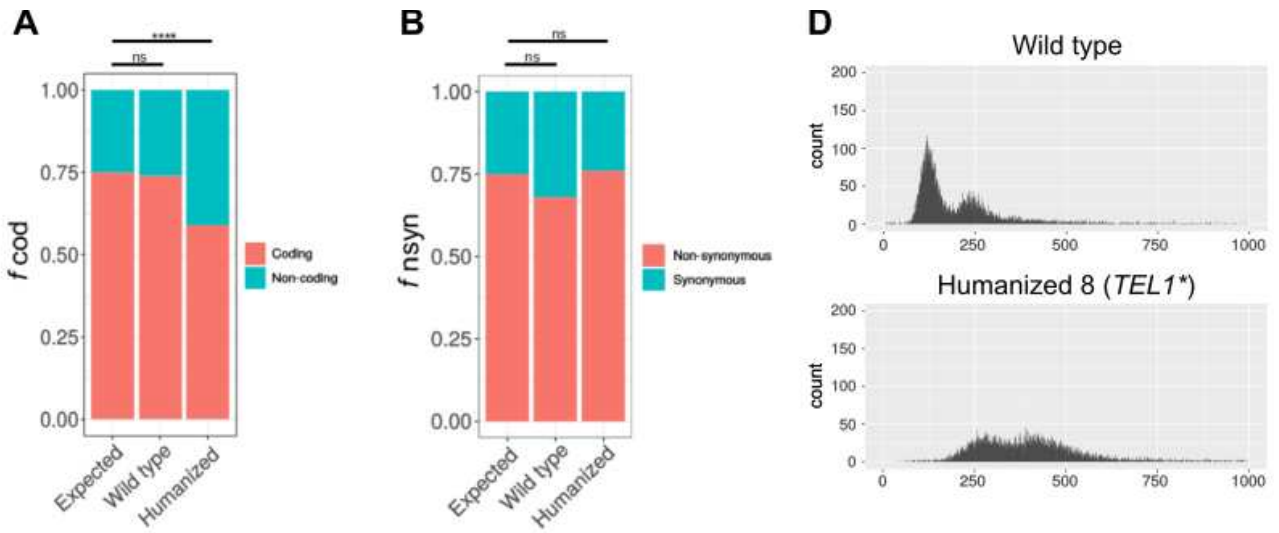 A
****
ns
1.00
0.75
0.50
0.25
0.00
f cod
Expected
Wild type
Humanized
Coding
Non-coding
B
ns
ns
1.00
0.75
0.50
0.25
0.00
f nsyn
Expected
Wild type
Humanized
Non-synonymous
Synonymous
D
Wild type
200
150
100
50
0
count
0 250 500 750 1000
Humanized 8 (TEL1*)
200
150
100
50
0
count
0 250 500 750 1000